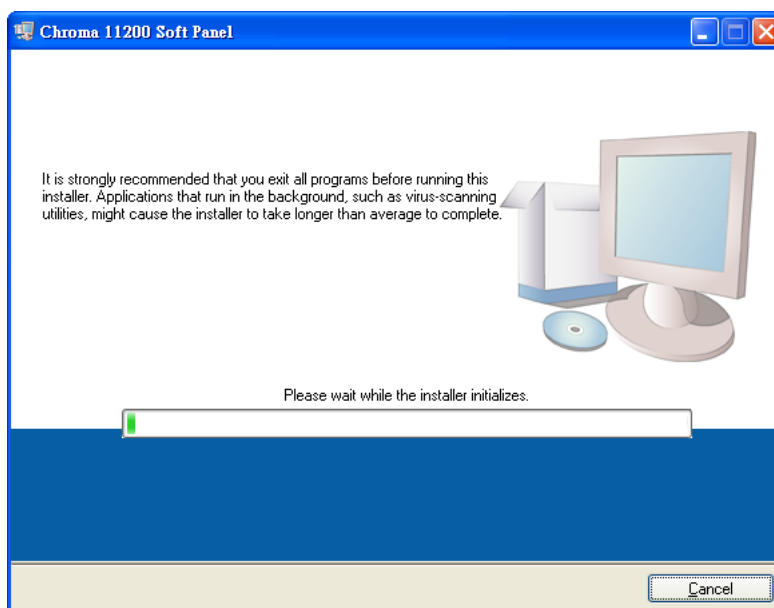 Chroma 11200 Soft Panel
It is strongly recommended that you exit all programs before running this
installer. Applications that run in the background, such as virus-scanning
utilities, might cause the installer to take longer than average to complete.
Please wait while the installer initializes.
Cancel